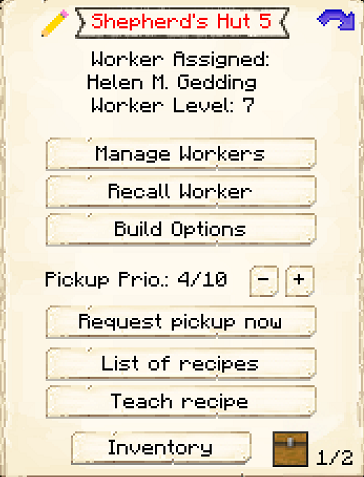 Shepherd's Hut 5
Worker Assigned:
Helen M. Gedding
Worker Level: 7
Manage Workers
Recall Worker
Build Options
Pickup Prio.: 4/10 - +
Request pickup now
List of recipes
Teach recipe
Inventory
1/2